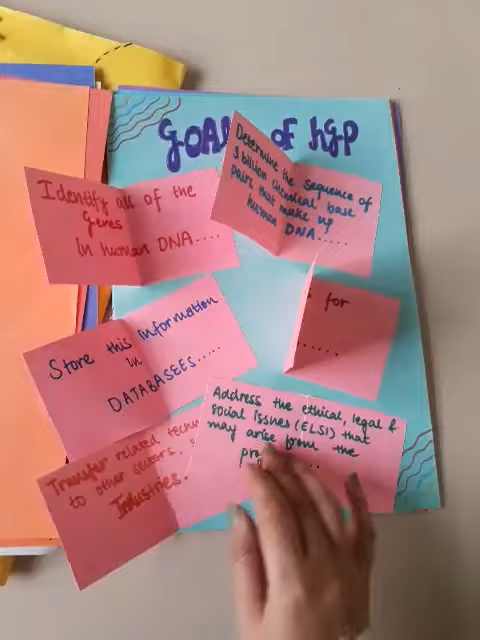 GOALS OF HGP
Identify all of the
Genes
In human DNA....
Determine the sequence of
3 billion chemical base
pairs that make up
human DNA......
Store this information
in
DATABASEES......
for
.....
Transfer related
to other sectors,
Industries.
Address the ethical, legal &
social issues (ELSI) that
may arise from the